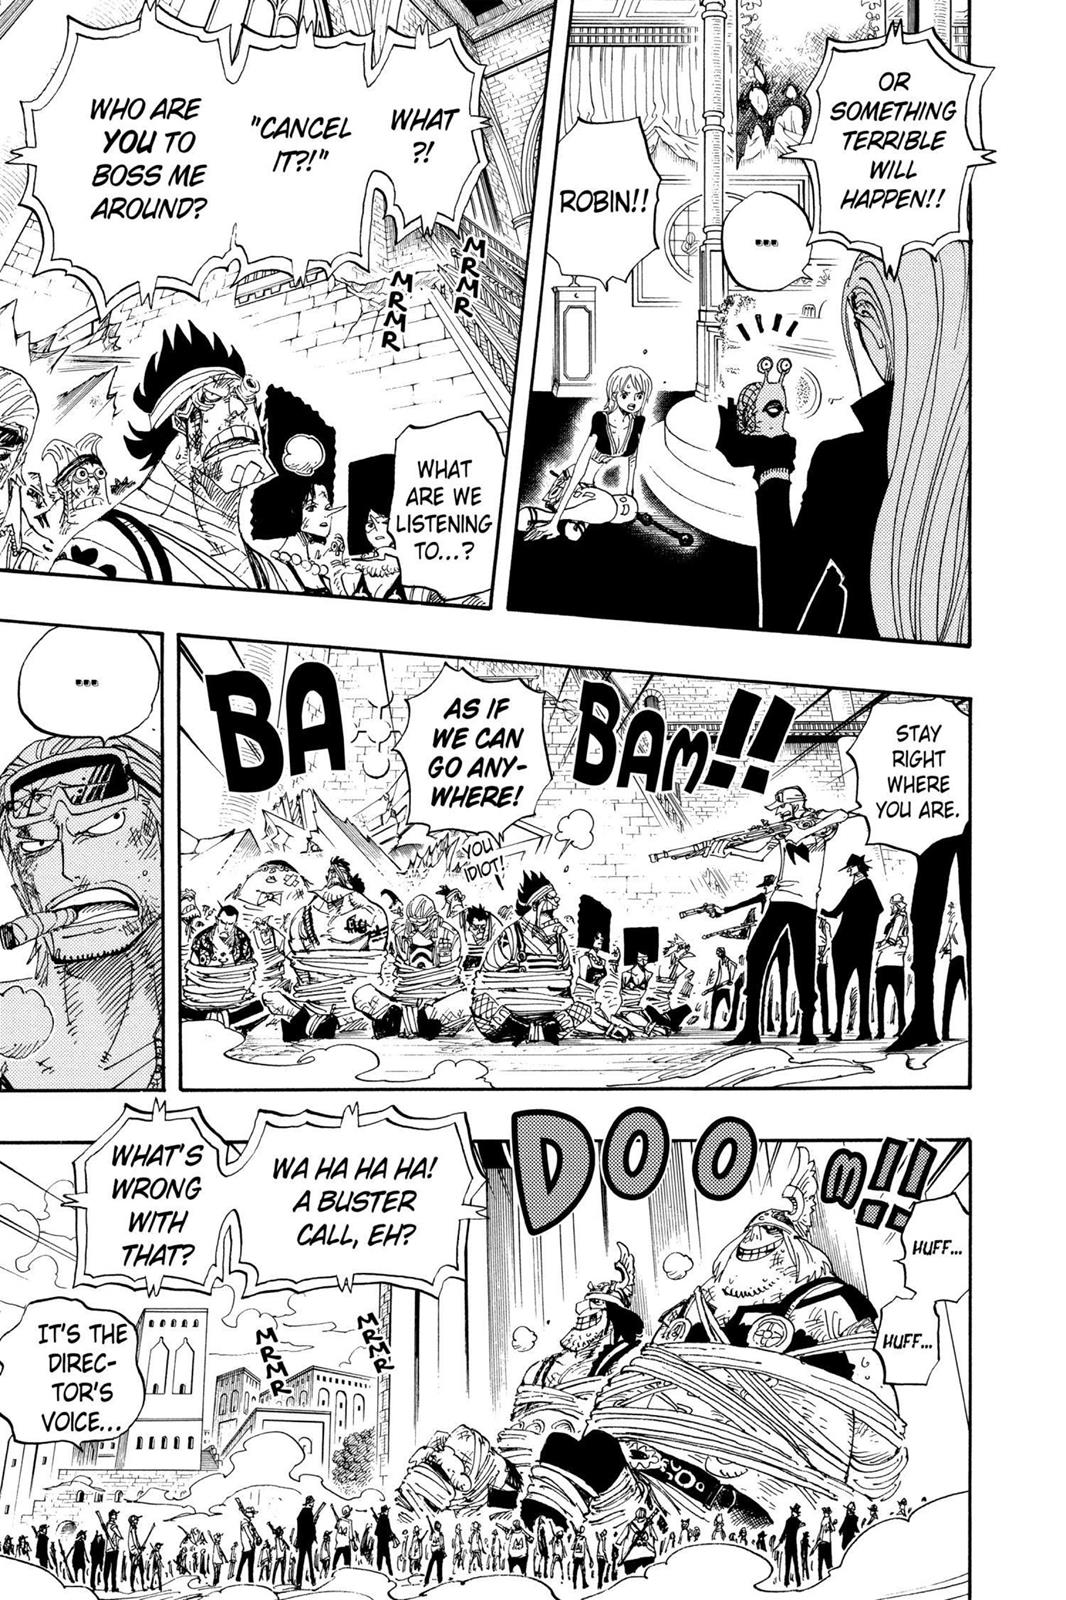 OR
SOMETHING
TERRIBLE
WILL
HAPPEN!!
...
ROBIN!!
WHAT
?!
"CANCEL
IT?!"
WHO ARE
YOU TO
BOSS ME
AROUND?
MRMR
MRMR
WHAT
ARE WE
LISTENING
TO...?
STAY
RIGHT
WHERE
YOU ARE.
BA
BAM!!
AS IF
WE CAN
GO ANY-
WHERE!
YOU
IDIOT!
...
DOOM!!
HUFF...
HUFF...
WA HA HA HA!
A BUSTER
CALL, EH?
WHAT'S
WRONG
WITH
THAT?
MRMR
MRMR
IT'S THE
DIREC-
TOR'S
VOICE...